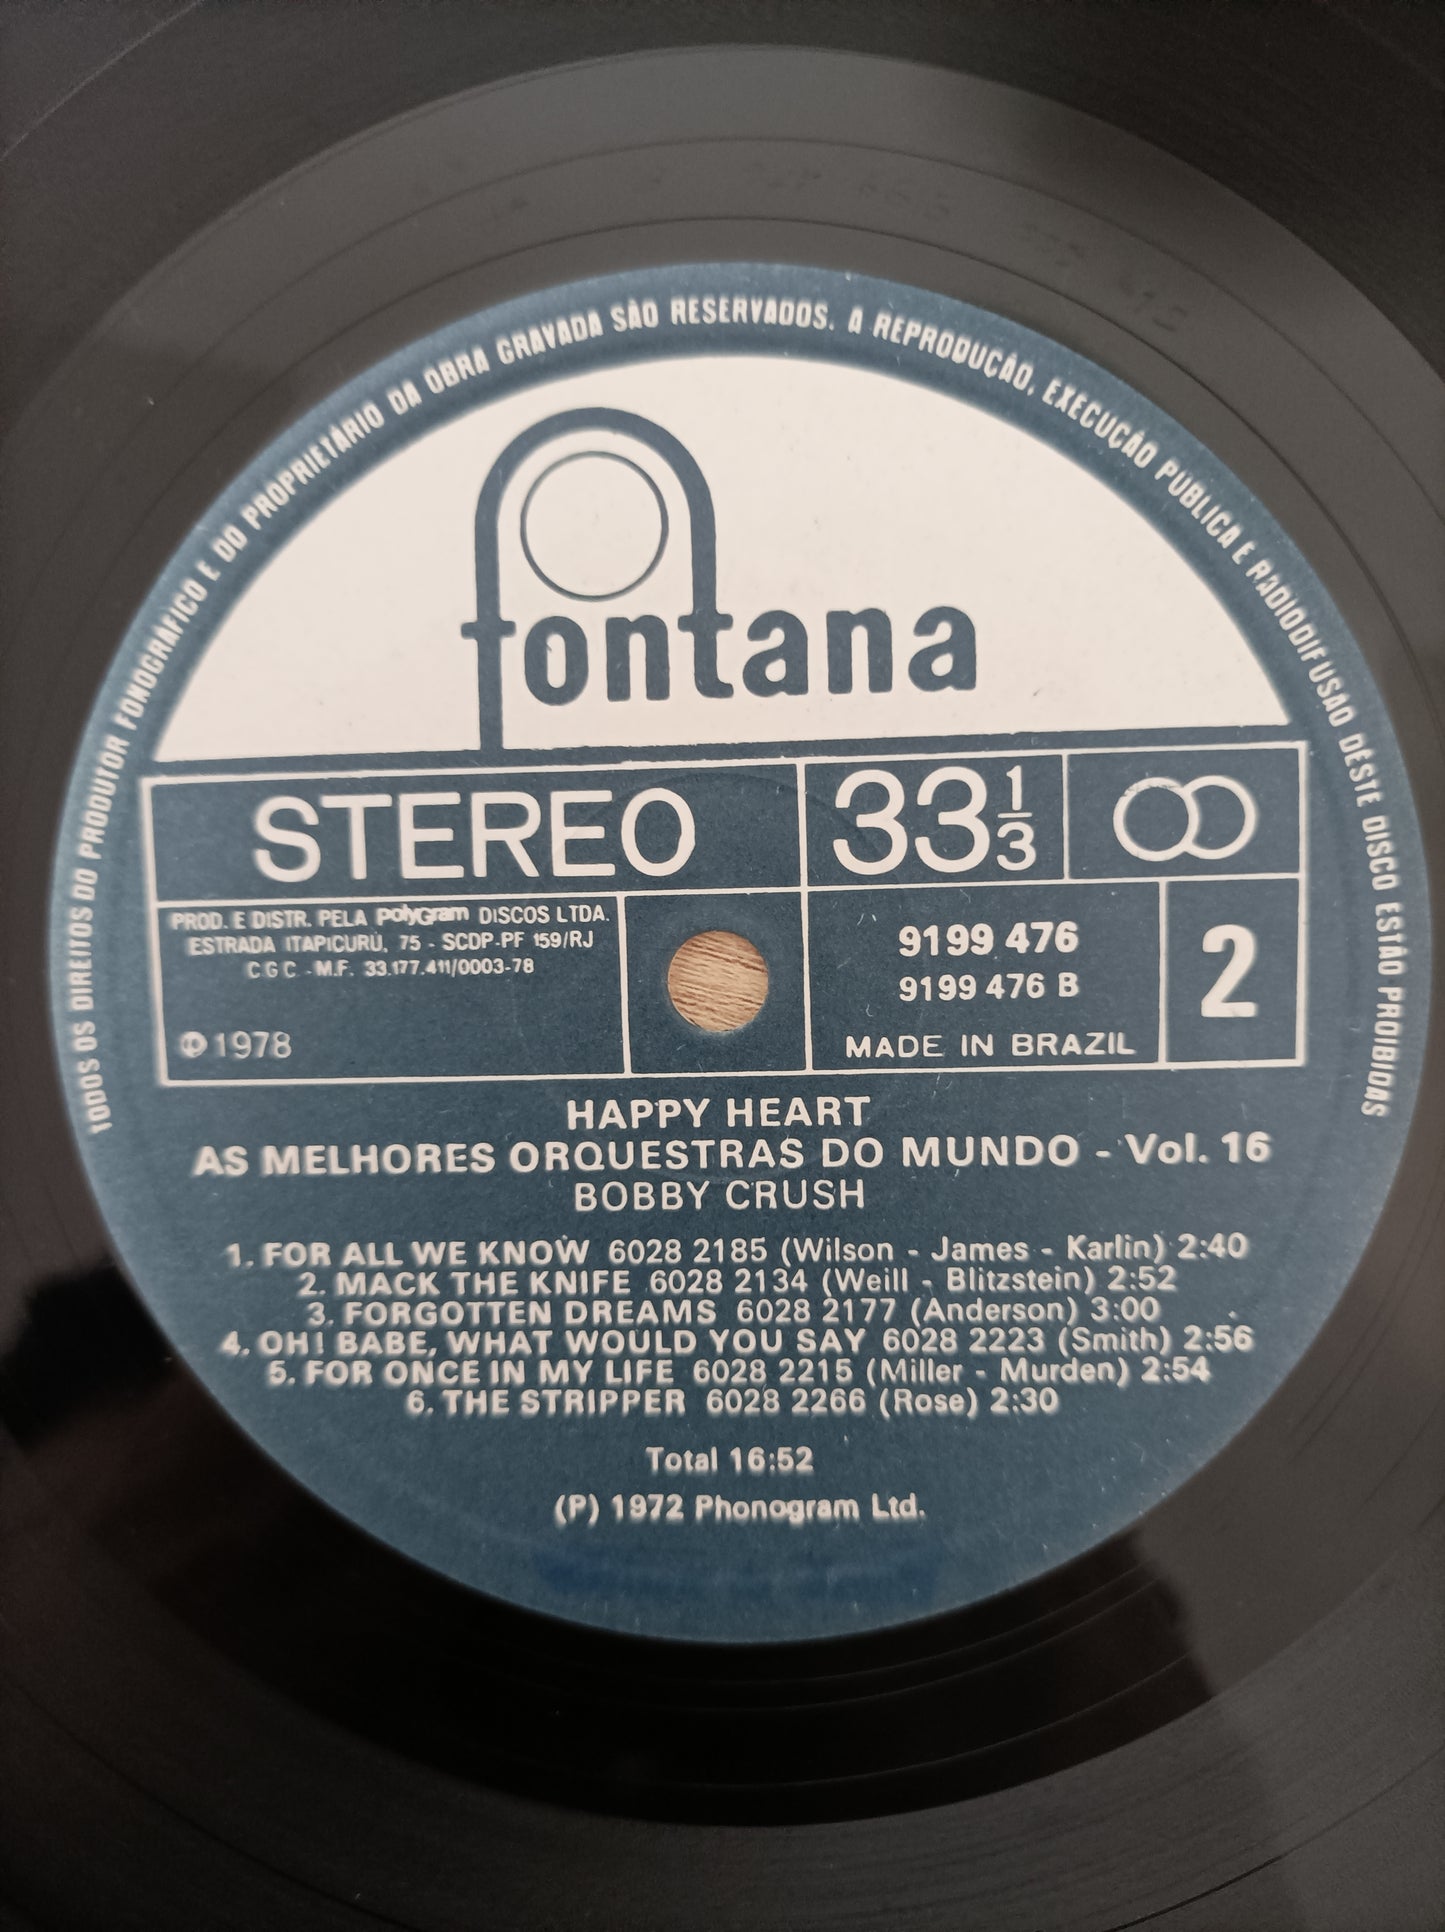 TODOS OS DIREITOS DO PRODUTOR FONOGRAFICO E DO PROPRIETÁRIO DA OBRA GRAVADA SÃO RESERVADOS. A REPRODUÇÃO, EXECUÇÃO PUBLICA E RADIODIFUSÃO DÊSTE DISCO ESTÃO PROIBIDAS
fontana
STEREO
33 1/3
PROD. E DISTR. PELA PolyGram DISCOS LTDA.
ESTRADA ITAPICURÚ, 75 - SCDP-PF 159/RJ
C.G.C. - M.F. 33.177.411/0003-78
℗ 1978
9199 476
9199 476 B
MADE IN BRAZIL
2
HAPPY HEART
AS MELHORES ORQUESTRAS DO MUNDO - Vol. 16
BOBBY CRUSH
1. FOR ALL WE KNOW 6028 2185 (Wilson - James - Karlin) 2:40
2. MACK THE KNIFE 6028 2134 (Weill - Blitzstein) 2:52
3. FORGOTTEN DREAMS 6028 2177 (Anderson) 3:00
4. OH! BABE, WHAT WOULD YOU SAY 6028 2223 (Smith) 2:56
5. FOR ONCE IN MY LIFE 6028 2215 (Miller - Murden) 2:54
6. THE STRIPPER 6028 2266 (Rose) 2:30
Total 16:52
(P) 1972 Phonogram Ltd.